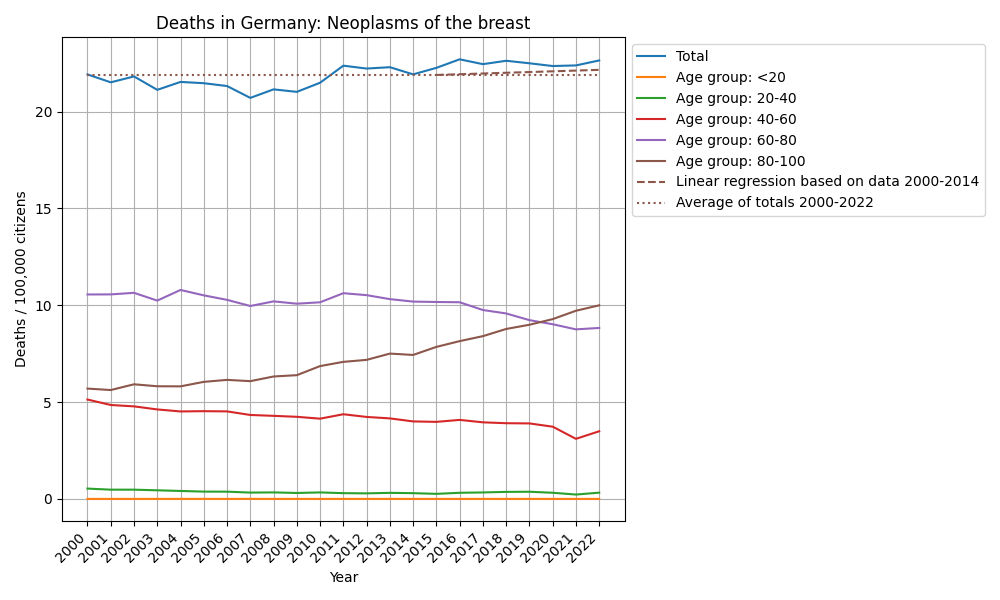 Deaths in Germany: Neoplasms of the breast
Total
Age group: <20
Age group: 20-40
Age group: 40-60
Age group: 60-80
Age group: 80-100
Linear regression based on data 2000-2014
Average of totals 2000-2022
Deaths / 100,000 citizens
20
15
10
5
0
2000
2001
2002
2003
2004
2005
2006
2007
2008
2009
2010
2011
2012
2013
2014
2015
2016
2017
2018
2019
2020
2021
2022
Year